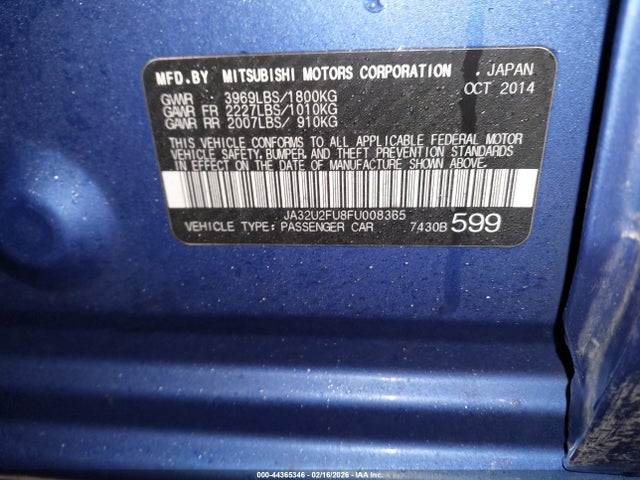 MFD.BY MITSUBISHI MOTORS CORPORATION . JAPAN
OCT 2014
GVWR 3969LBS/1800KG
GAWR FR 2227LBS/1010KG
GAWR RR 2007LBS/ 910KG
THIS VEHICLE CONFORMS TO ALL APPLICABLE FEDERAL MOTOR
VEHICLE SAFETY, BUMPER, AND THEFT PREVENTION STANDARDS
IN EFFECT ON THE DATE OF MANUFACTURE SHOWN ABOVE.
JA32U2FU8FU008365
VEHICLE TYPE: PASSENGER CAR 7430B 599
000-44365346 - 02/16/2026 - IAA Inc.